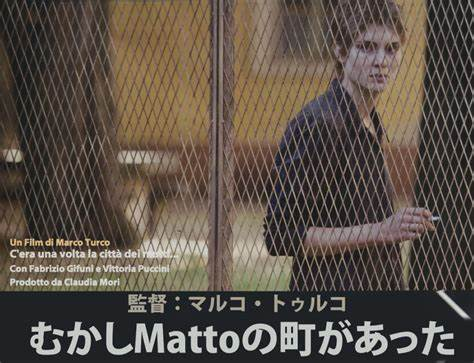 Un Film di Marco Turco
C'era una volta la città dei matti...
Con Fabrizio Gifuni e Vittoria Puccini
Prodotto da Claudia Mori
監督：マルコ・トゥルコ
むかしMattoの町があった